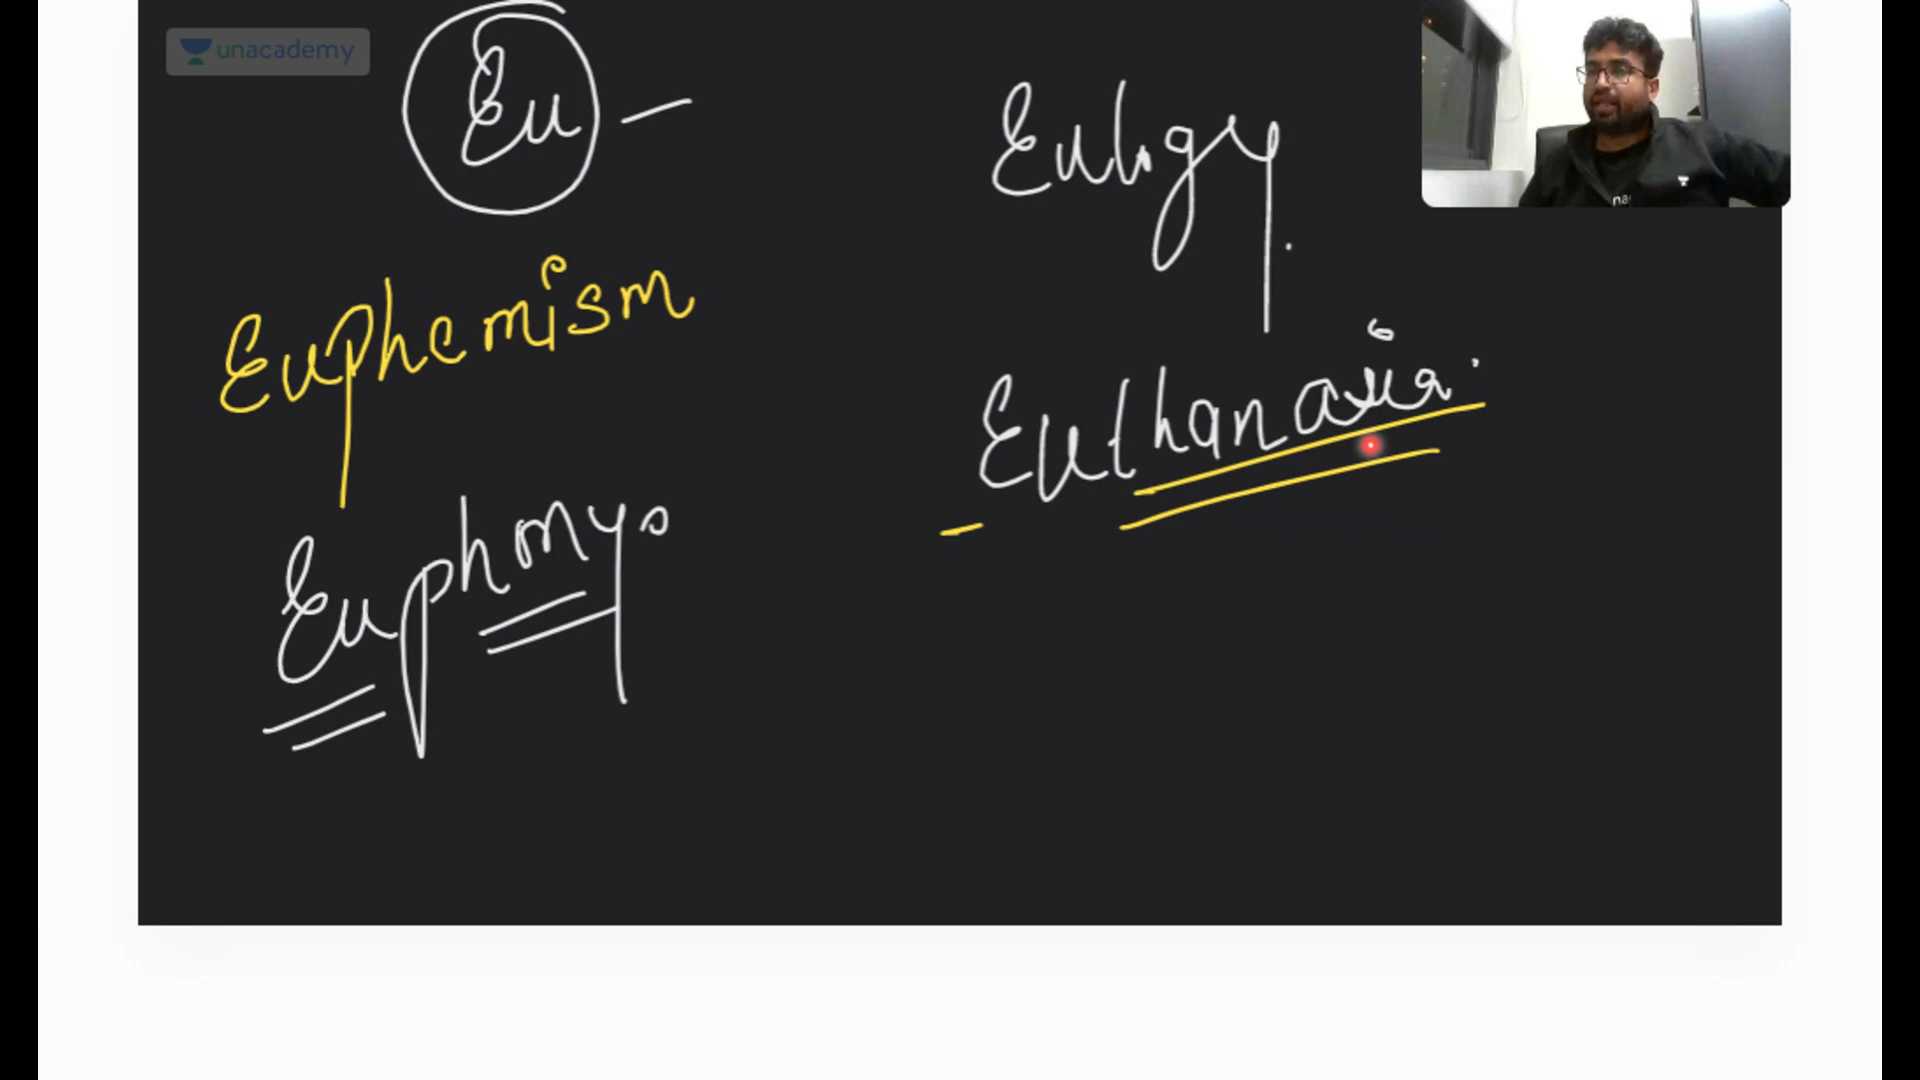 unacademy
Eu -
Eulogy.
Euphemism
Euthanasia.
Euphony.